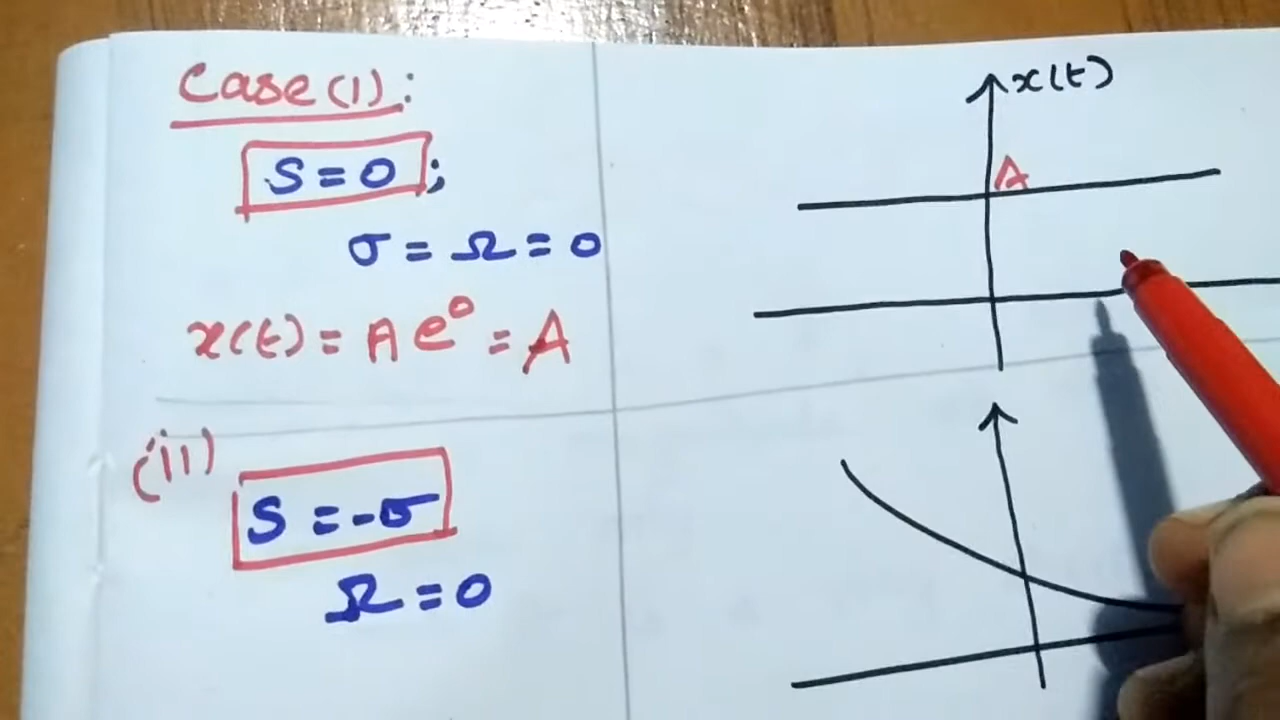 Case (1):
S = 0 ;
σ = Ω = 0
x(t) = A e⁰ = A
x(t)
A
(ii)
S = -σ
Ω = 0